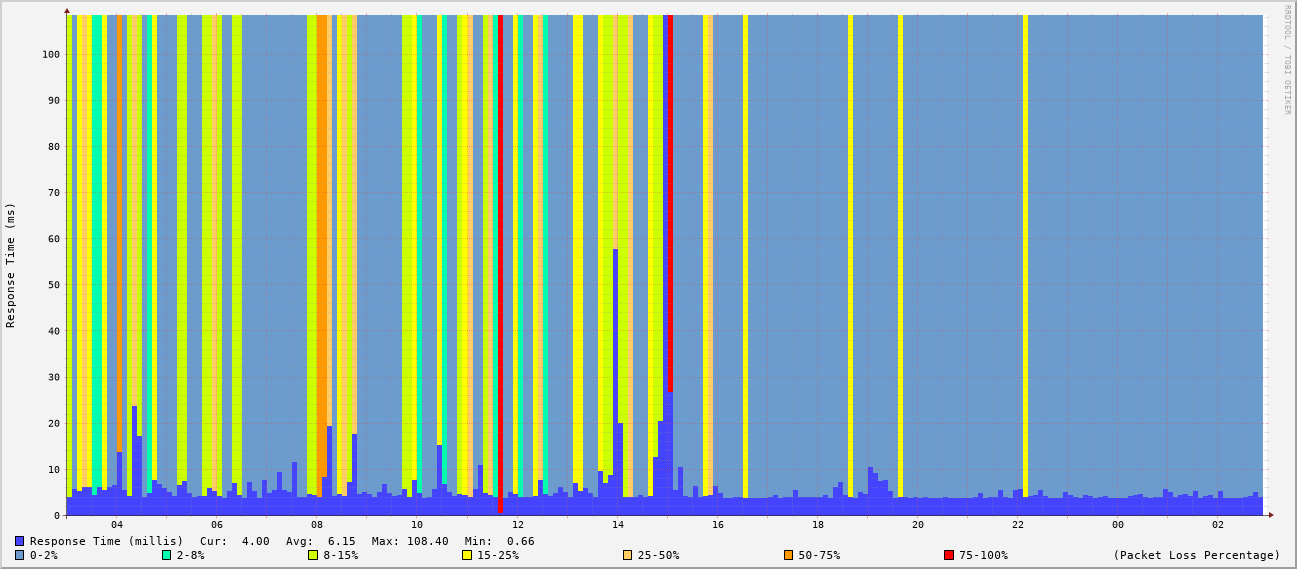 RRDTOOL / TOBI OETIKER
Response Time (ms)
100
90
80
70
60
50
40
30
20
10
0
04 06 08 10 12 14 16 18 20 22 00 02
Response Time (millis) Cur: 4.00 Avg: 6.15 Max: 108.40 Min: 0.66
0-2% 2-8% 8-15% 15-25% 25-50% 50-75% 75-100% (Packet Loss Percentage)